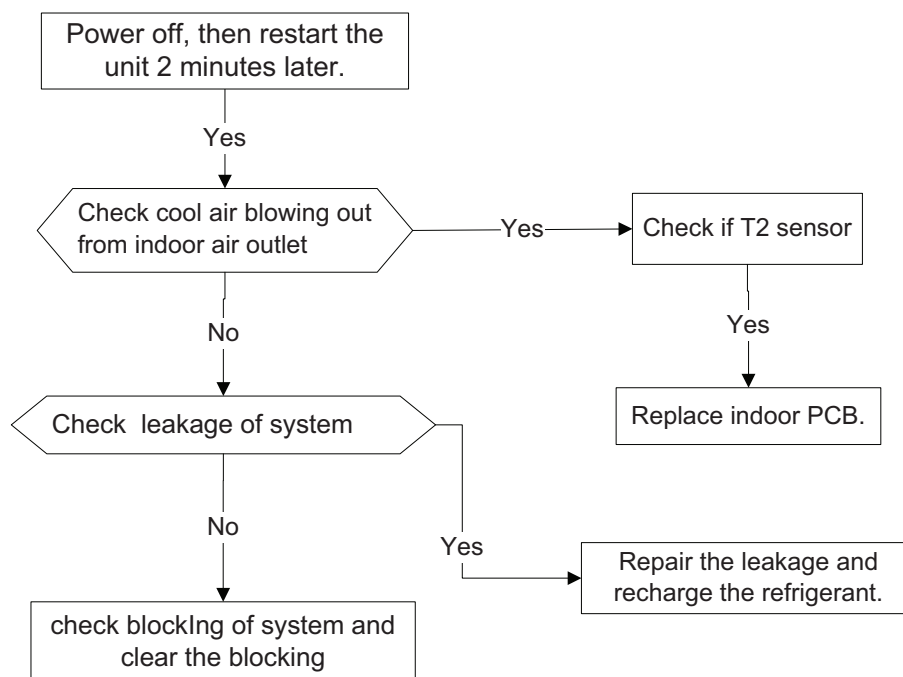 Power off, then restart the
unit 2 minutes later.
Yes
Check cool air blowing out
from indoor air outlet
Yes
Check if T2 sensor
No
Yes
Check leakage of system
Replace indoor PCB.
No
Yes
Repair the leakage and
recharge the refrigerant.
check blockIng of system and
clear the blocking